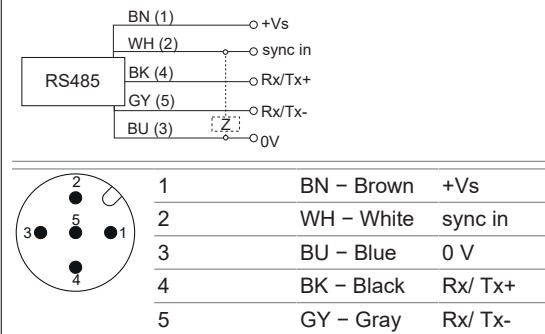 BN (1) +Vs
WH (2) sync in
RS485 BK (4) Rx/Tx+
GY (5) Rx/Tx-
BU (3) Z 0V
2
3 5 1
4
1 BN − Brown +Vs
2 WH − White sync in
3 BU − Blue 0 V
4 BK − Black Rx/ Tx+
5 GY − Gray Rx/ Tx-